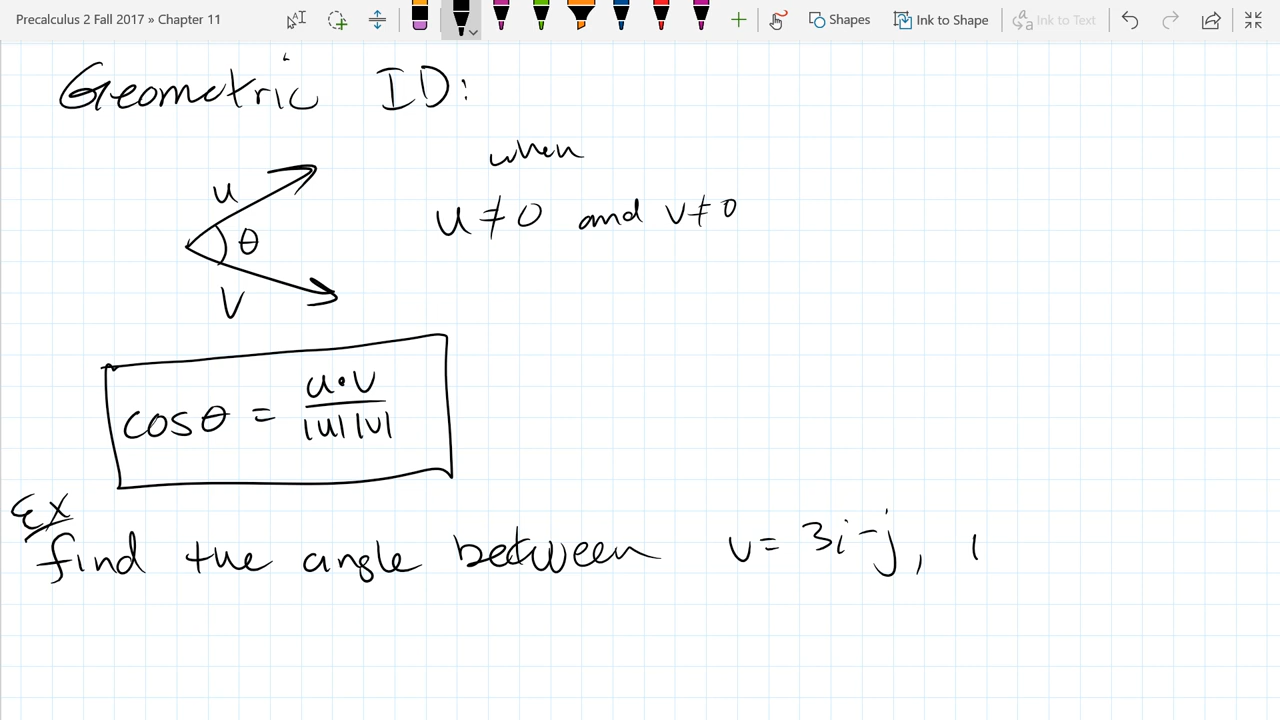 Precalculus 2 Fall 2017 » Chapter 11
Shapes
Ink to Shape
Ink to Text
Geometric ID:
when
u ≠ 0 and v ≠ 0
u
θ
v
cosθ = u•v / |u| |v|
Ex
find the angle between v = 3i - j,